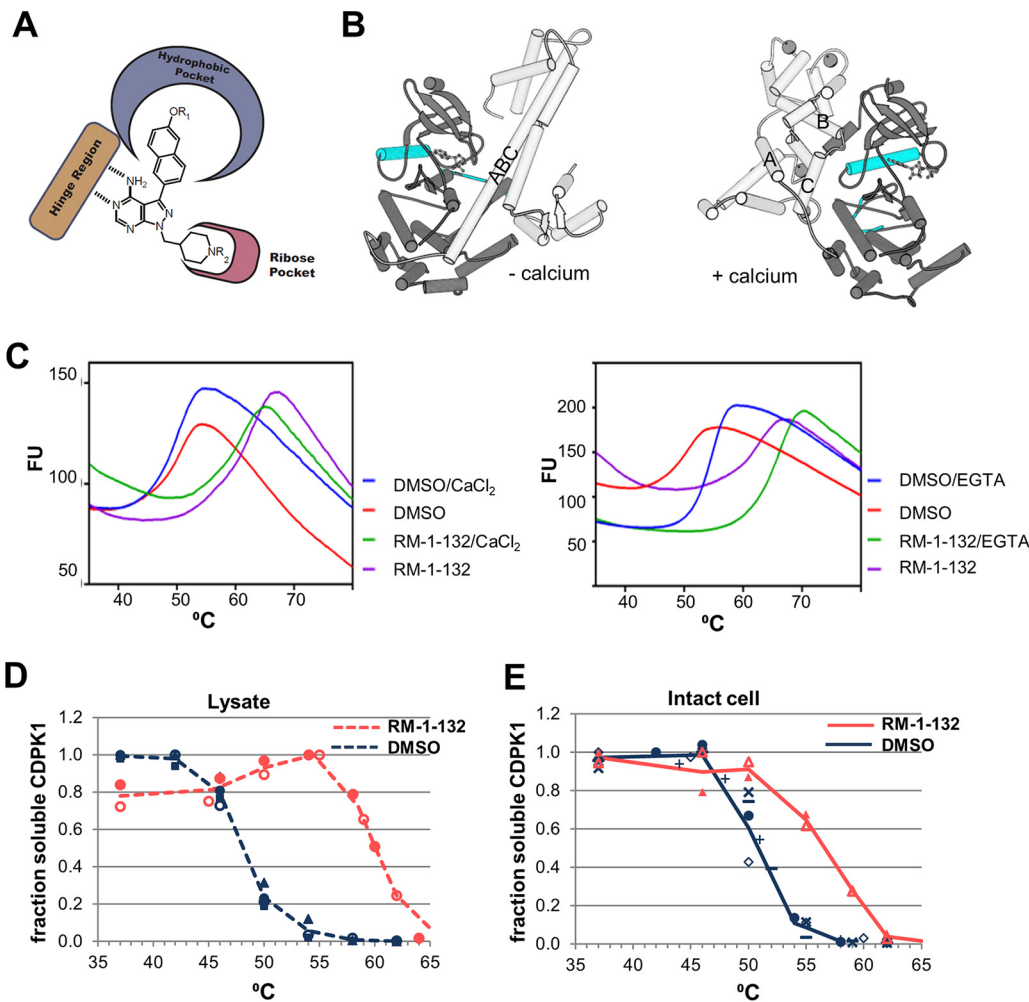 A
Hydrophobic
Pocket
OR1
Hinge Region
NH2
N
N
N
N
N
NR2
Ribose
Pocket
B
ABC
- calcium
A
B
C
+ calcium
C
FU
150
100
50
40 50 60 70
ºC
DMSO/CaCl2
DMSO
RM-1-132/CaCl2
RM-1-132
FU
200
150
100
50
40 50 60 70
ºC
DMSO/EGTA
DMSO
RM-1-132/EGTA
RM-1-132
D
Lysate
RM-1-132
DMSO
fraction soluble CDPK1
1.2
1.0
0.8
0.6
0.4
0.2
0.0
35 40 45 50 55 60 65
ºC
E
Intact cell
RM-1-132
DMSO
fraction soluble CDPK1
1.2
1.0
0.8
0.6
0.4
0.2
0.0
35 40 45 50 55 60 65
ºC